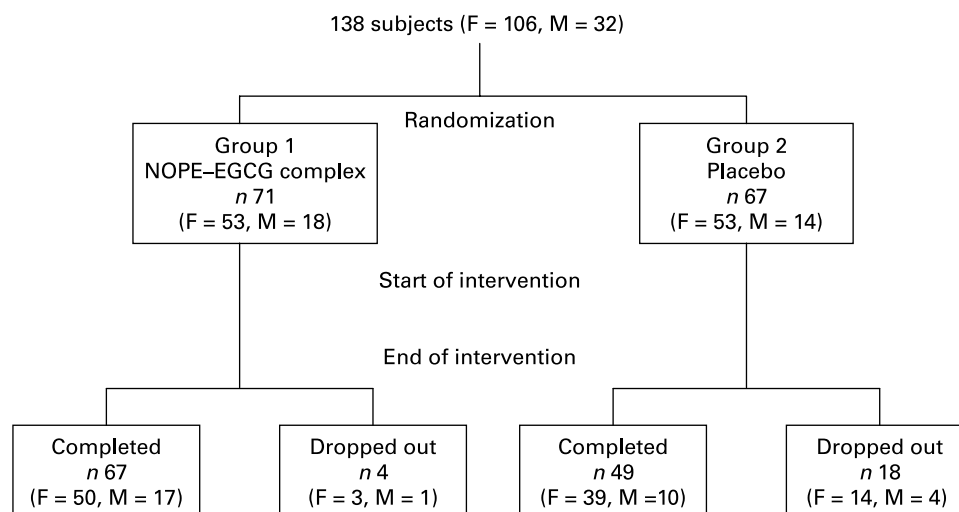 138 subjects (F = 106, M = 32)
Randomization
Group 1
NOPE–EGCG complex
n 71
(F = 53, M = 18)
Group 2
Placebo
n 67
(F = 53, M = 14)
Start of intervention
End of intervention
Completed
n 67
(F = 50, M = 17)
Dropped out
n 4
(F = 3, M = 1)
Completed
n 49
(F = 39, M =10)
Dropped out
n 18
(F = 14, M = 4)